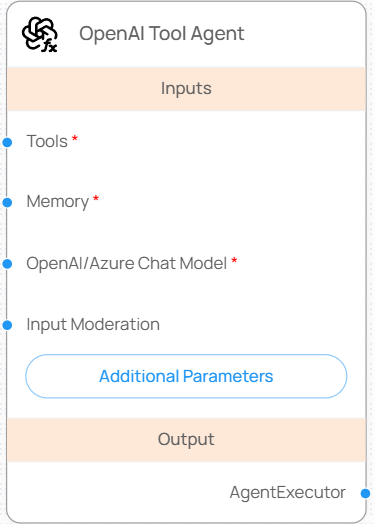 fx
OpenAI Tool Agent
Inputs
Tools *
Memory *
OpenAI/Azure Chat Model *
Input Moderation
Additional Parameters
Output
AgentExecutor